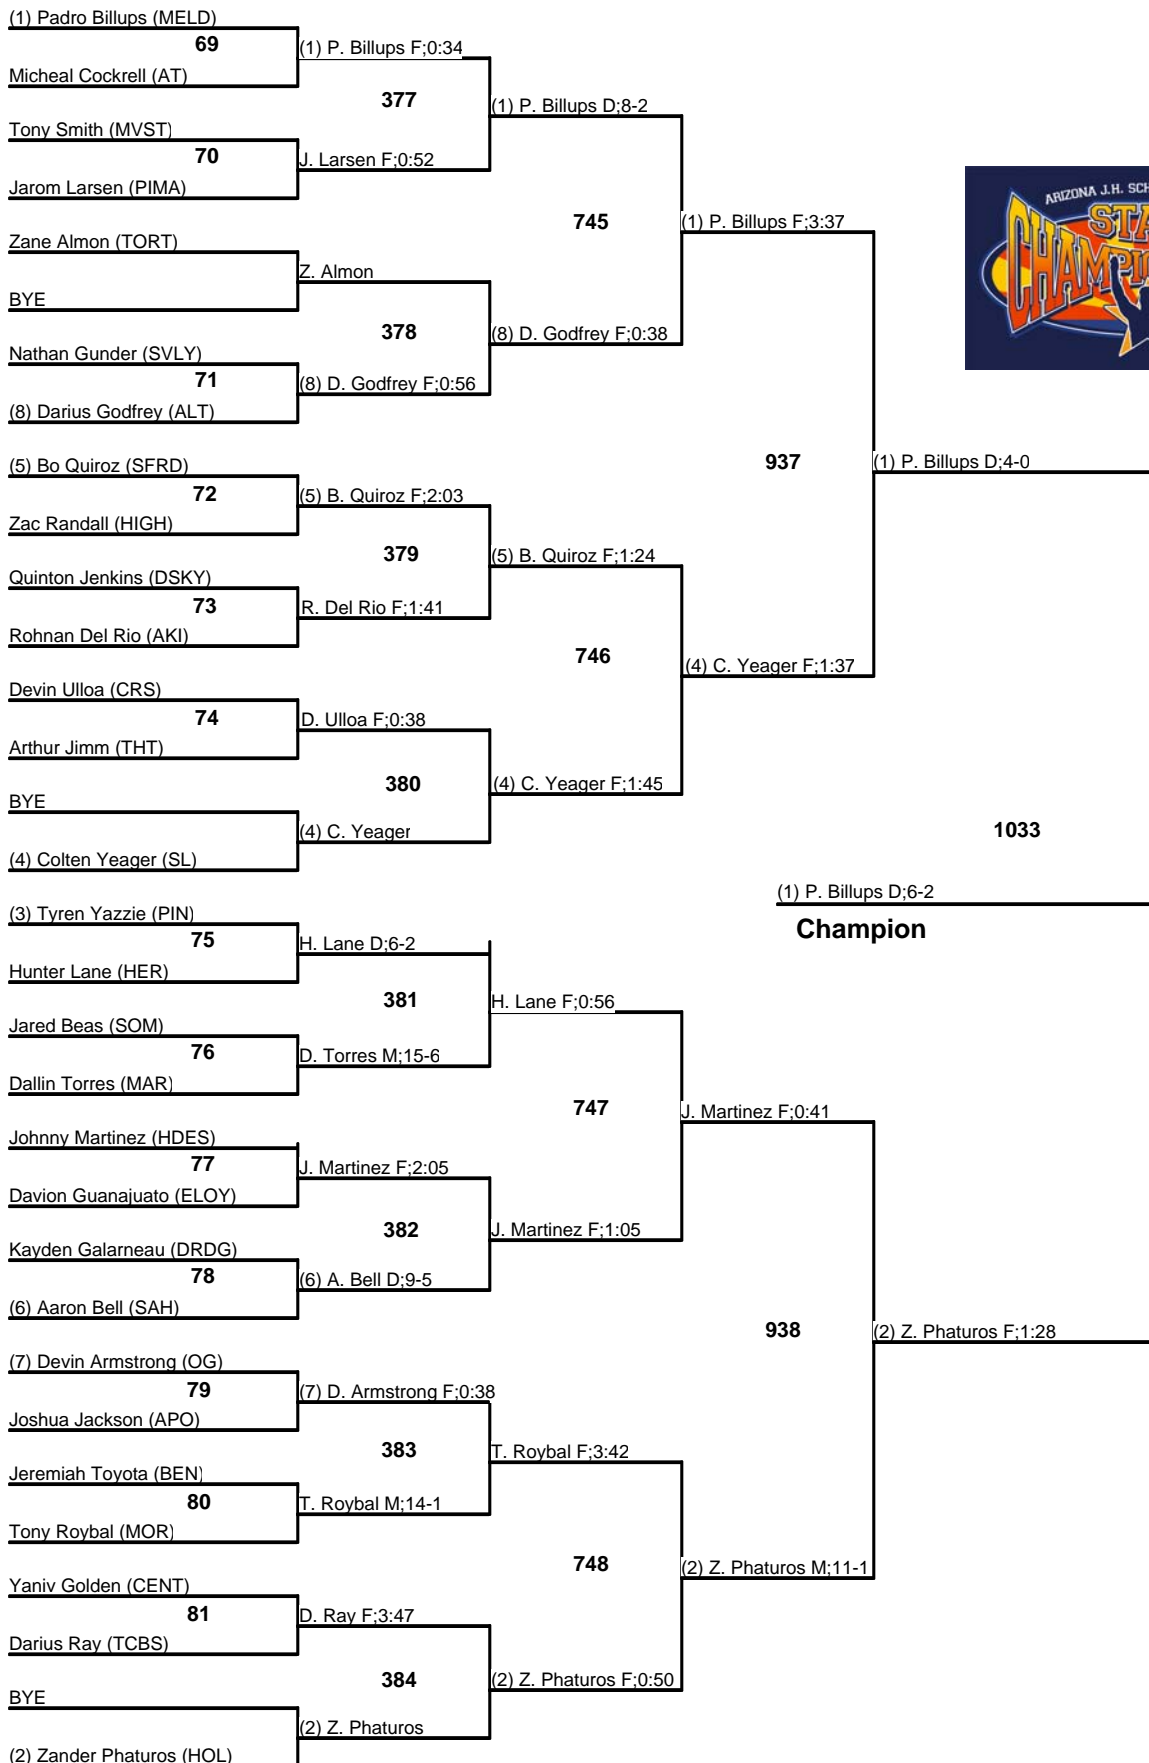 (1) Padro Billups (MELD)
69
(1) P. Billups F;0:34
Micheal Cockrell (AT)
377
(1) P. Billups D;8-2
Tony Smith (MVST)
70
J. Larsen F;0:52
Jarom Larsen (PIMA)
745
(1) P. Billups F;3:37
Zane Almon (TORT)
Z. Almon
BYE
378
(8) D. Godfrey F;0:38
Nathan Gunder (SVLY)
71
(8) D. Godfrey F;0:56
(8) Darius Godfrey (ALT)
ARIZONA J.H. SCH
STA
CHAMPIO
937
(1) P. Billups D;4-0
(5) Bo Quiroz (SFRD)
72
(5) B. Quiroz F;2:03
Zac Randall (HIGH)
379
(5) B. Quiroz F;1:24
Quinton Jenkins (DSKY)
73
R. Del Rio F;1:41
Rohnan Del Rio (AKI)
746
(4) C. Yeager F;1:37
Devin Ulloa (CRS)
74
D. Ulloa F;0:38
Arthur Jimm (THT)
380
(4) C. Yeager F;1:45
BYE
(4) C. Yeager
(4) Colten Yeager (SL)
1033
(1) P. Billups D;6-2
Champion
(3) Tyren Yazzie (PIN)
75
H. Lane D;6-2
Hunter Lane (HER)
381
H. Lane F;0:56
Jared Beas (SOM)
76
D. Torres M;15-6
Dallin Torres (MAR)
747
J. Martinez F;0:41
Johnny Martinez (HDES)
77
J. Martinez F;2:05
Davion Guanajuato (ELOY)
382
J. Martinez F;1:05
Kayden Galarneau (DRDG)
78
(6) A. Bell D;9-5
(6) Aaron Bell (SAH)
938
(2) Z. Phaturos F;1:28
(7) Devin Armstrong (OG)
79
(7) D. Armstrong F;0:38
Joshua Jackson (APO)
383
T. Roybal F;3:42
Jeremiah Toyota (BEN)
80
T. Roybal M;14-1
Tony Roybal (MOR)
748
(2) Z. Phaturos M;11-1
Yaniv Golden (CENT)
81
D. Ray F;3:47
Darius Ray (TCBS)
384
(2) Z. Phaturos F;0:50
BYE
(2) Z. Phaturos
(2) Zander Phaturos (HOL)